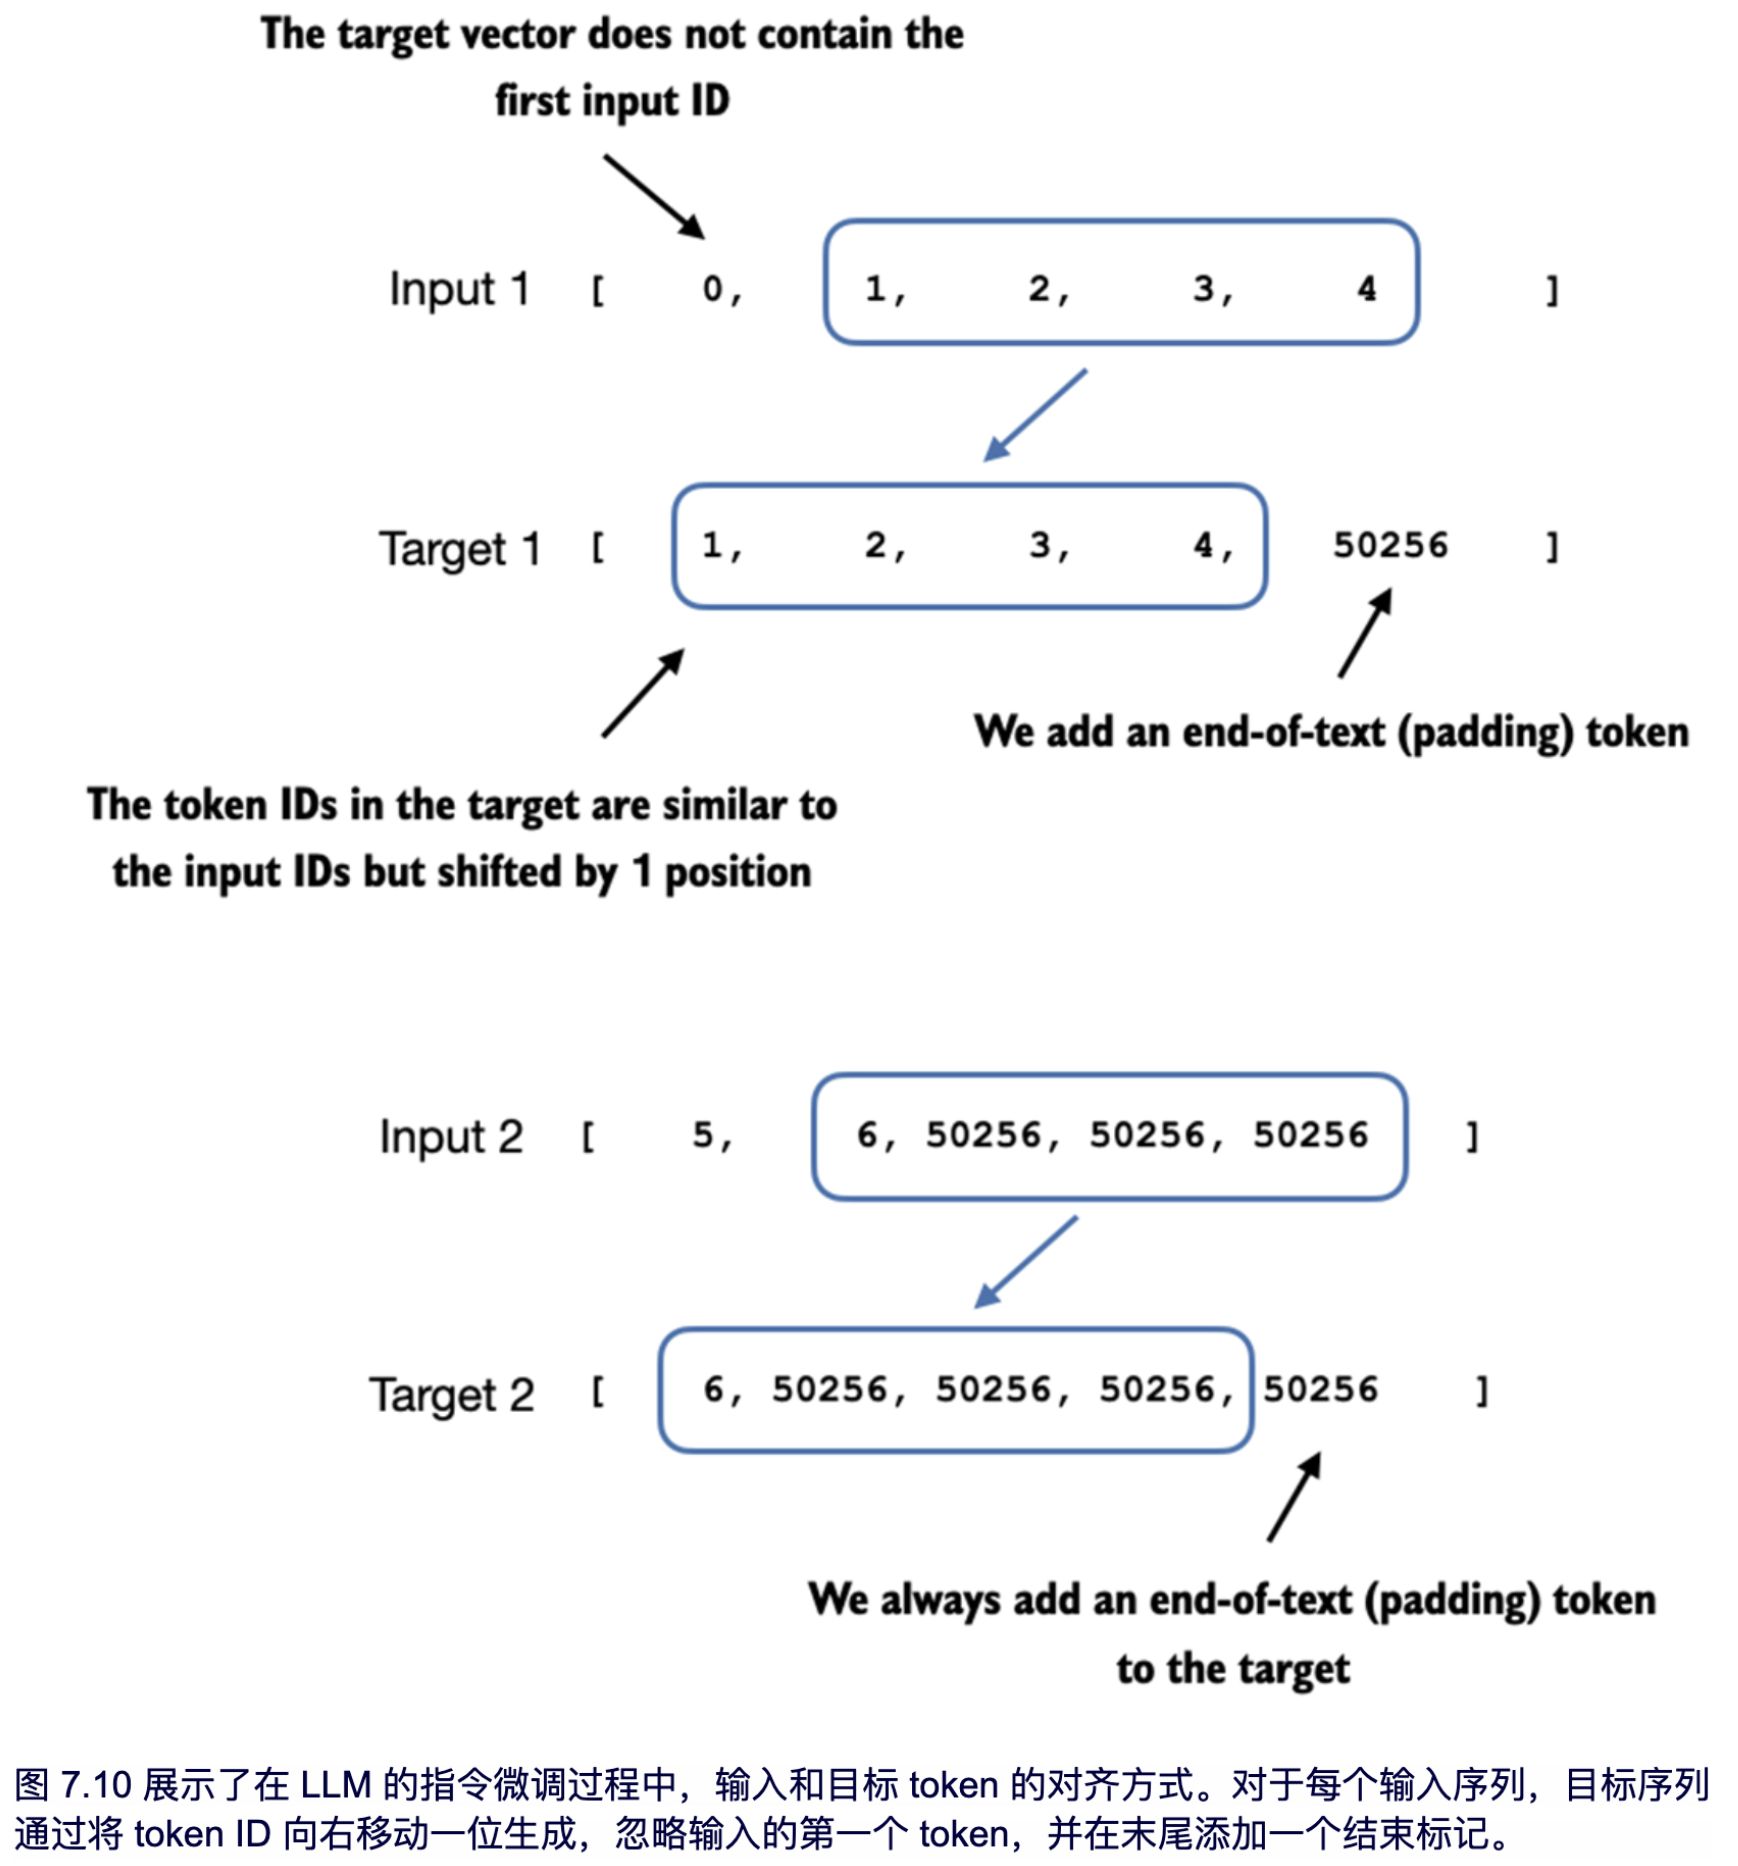 The target vector does not contain the
first input ID
Input 1 [ 0, 1, 2, 3, 4 ]
Target 1 [ 1, 2, 3, 4, 50256 ]
We add an end-of-text (padding) token
The token IDs in the target are similar to
the input IDs but shifted by 1 position
Input 2 [ 5, 6, 50256, 50256, 50256 ]
Target 2 [ 6, 50256, 50256, 50256, 50256 ]
We always add an end-of-text (padding) token
to the target
图 7.10 展示了在 LLM 的指令微调过程中，输入和目标 token 的对齐方式。对于每个输入序列，目标序列
通过将 token ID 向右移动一位生成，忽略输入的第一个 token，并在末尾添加一个结束标记。